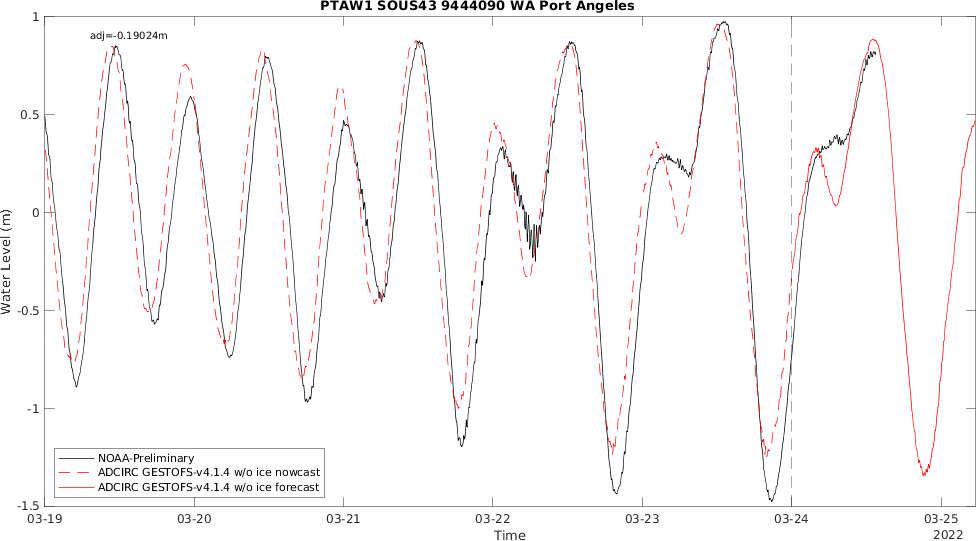 PTAW1 SOUS43 9444090 WA Port Angeles
adj=-0.19024m
1
0.5
0
-0.5
-1
-1.5
Water Level (m)
NOAA-Preliminary
ADCIRC GESTOFS-v4.1.4 w/o ice nowcast
ADCIRC GESTOFS-v4.1.4 w/o ice forecast
03-19 03-20 03-21 03-22 03-23 03-24 03-25
Time
2022